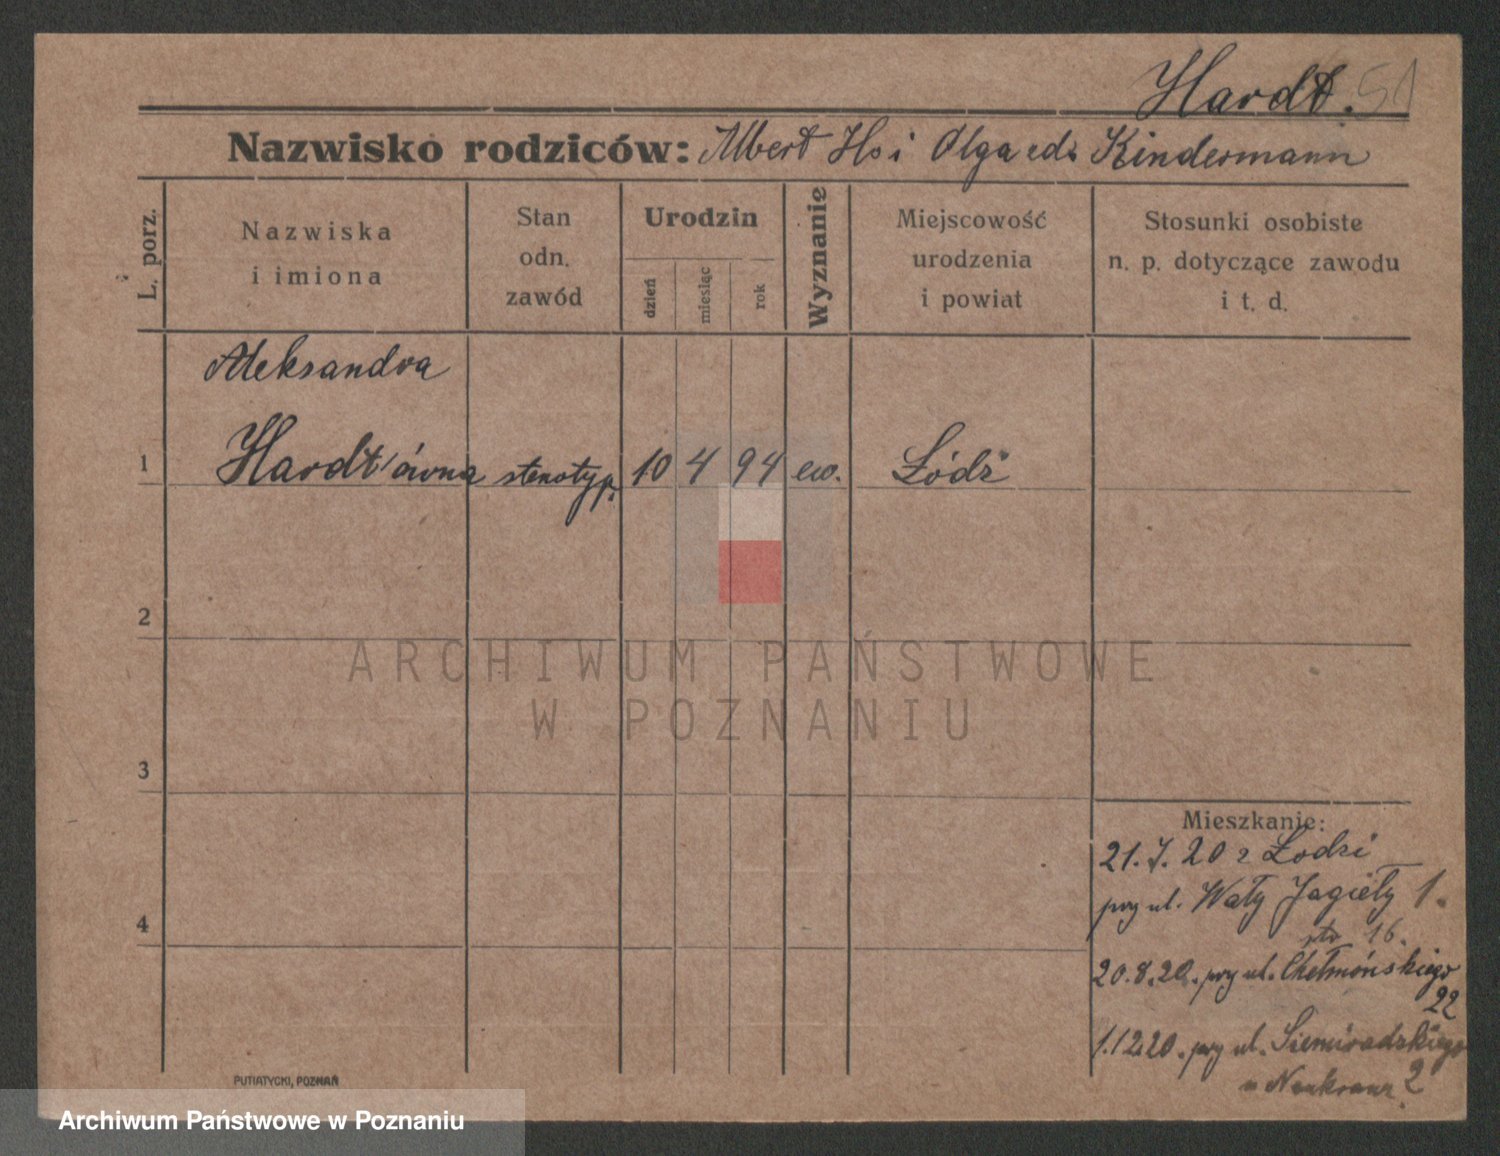 Hardt. 51
Nazwisko rodziców: Albert H. i Olga Kindermann
L. porz.
Nazwiska
i imiona
Stan
odn.
zawód
Urodzin
dzień
miesiąc
rok
Wyznanie
Miejscowość
urodzenia
i powiat
Stosunki osobiste
n. p. dotyczące zawodu
i t. d.
Aleksandra
1 Hardt'ówna stenotyp. 10 4 94 ew. Łódź
2
ARCHIWUM PAŃSTWOWE
W POZNANIU
3
Mieszkanie:
21.7.20 z Łodzi
przy ul. Wały Jagiełły 1.
16.
4
20.8.20. przy ul. Chełmońskiego
22
1.12.20. przy ul. Siemiradzkiego
2
PUTIATYCKI, POZNAŃ
Archiwum Państwowe w Poznaniu